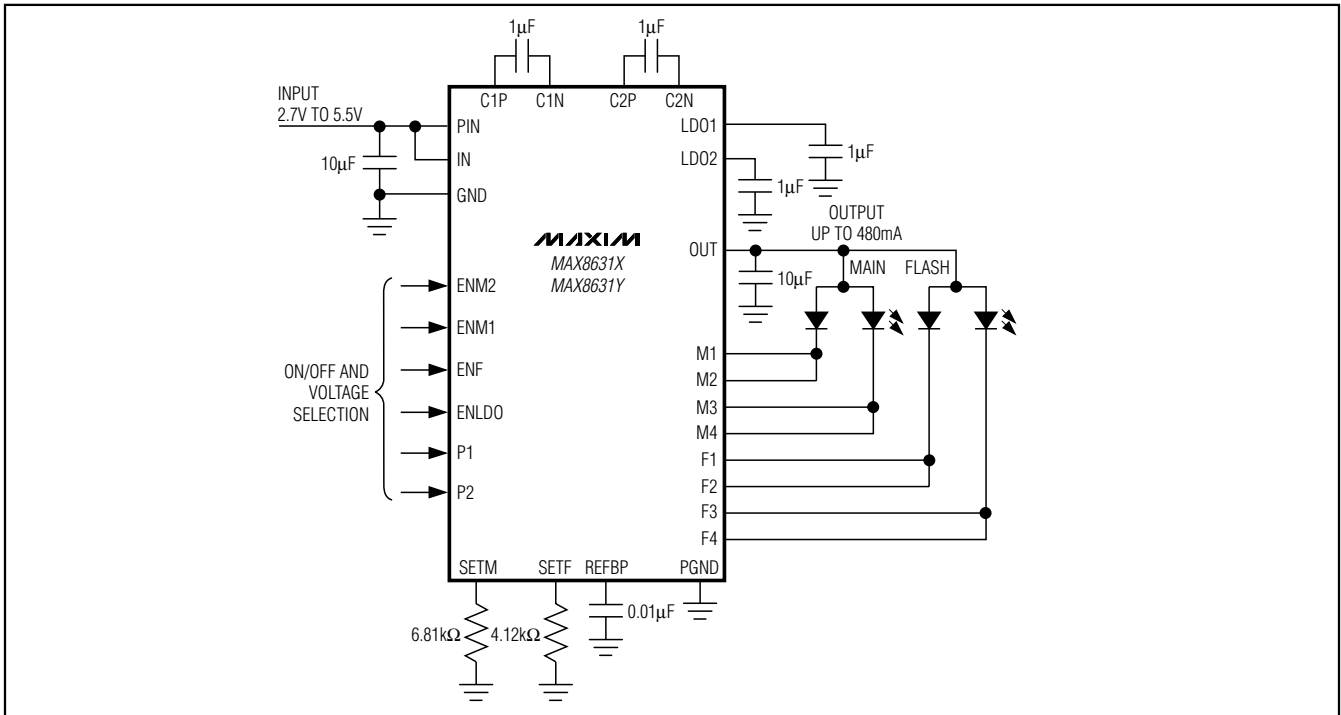 1µF
1µF
C1P C1N C2P C2N
INPUT
2.7V TO 5.5V
PIN
IN
10µF
GND
LDO1
1µF
LDO2
1µF
OUTPUT
UP TO 480mA
OUT
MAIN FLASH
10µF
MAXIM
MAX8631X
MAX8631Y
ON/OFF AND
VOLTAGE
SELECTION
ENM2
ENM1
ENF
ENLDO
P1
P2
M1
M2
M3
M4
F1
F2
F3
F4
SETM SETF REFBP PGND
6.81kΩ 4.12kΩ 0.01µF